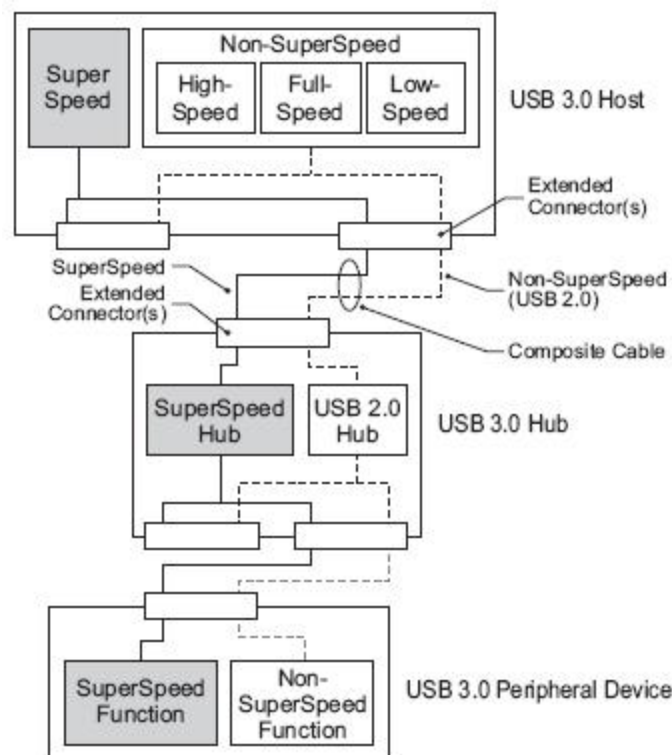 Super
Speed
Non-SuperSpeed
High-
Speed
Full-
Speed
Low-
Speed
USB 3.0 Host
Extended
Connector(s)
SuperSpeed
Extended
Connector(s)
Non-SuperSpeed
(USB 2.0)
Composite Cable
SuperSpeed
Hub
USB 2.0
Hub
USB 3.0 Hub
SuperSpeed
Function
Non-
SuperSpeed
Function
USB 3.0 Peripheral Device